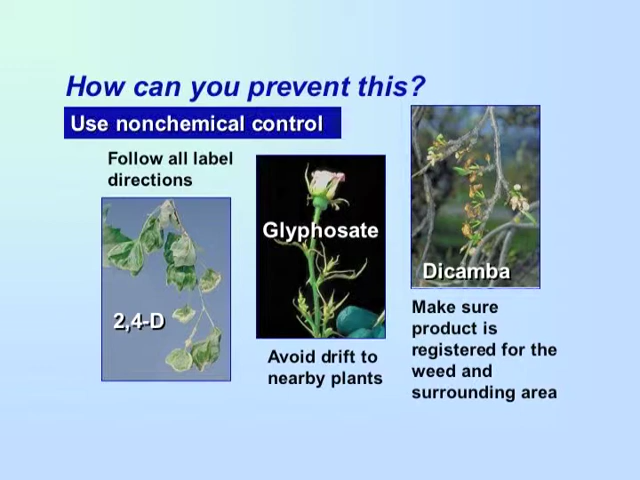 How can you prevent this?
Use nonchemical control
Follow all label
directions
2,4-D
Glyphosate
Avoid drift to
nearby plants
Dicamba
Make sure
product is
registered for the
weed and
surrounding area